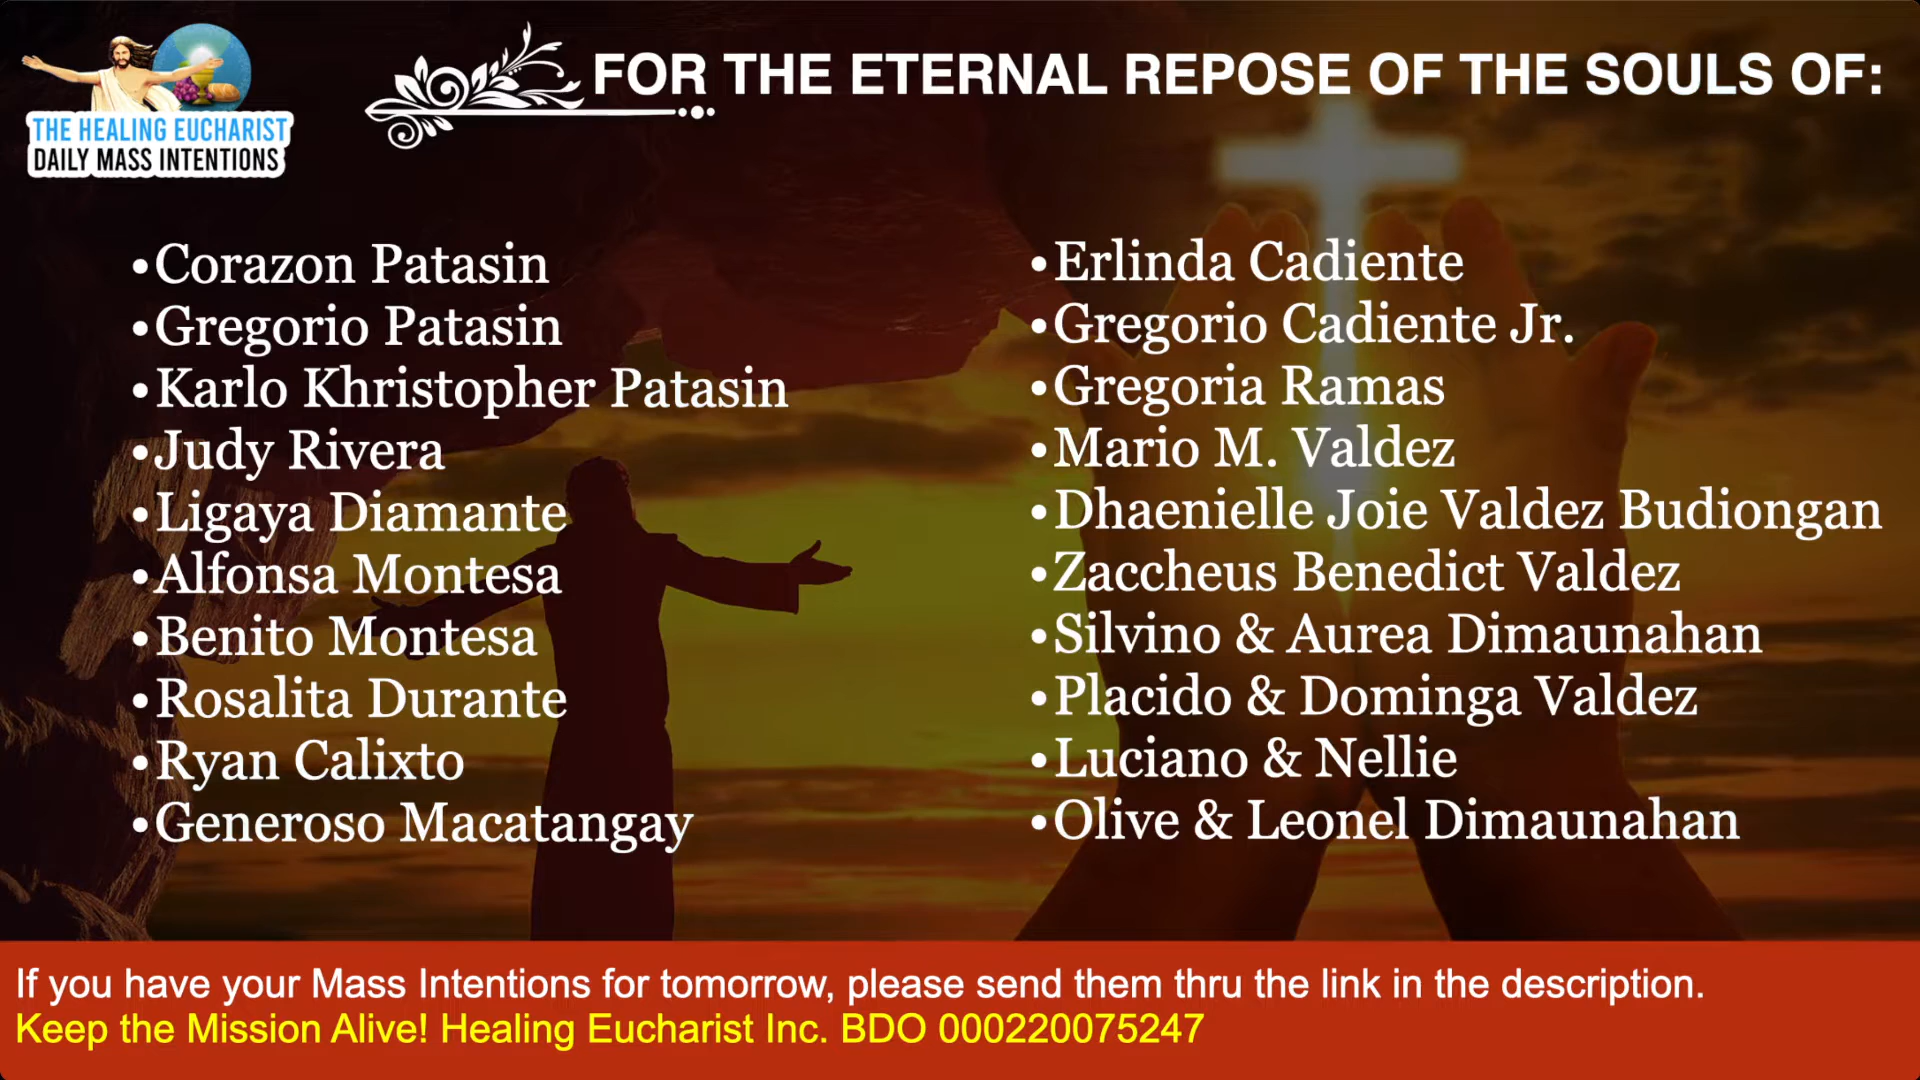 THE HEALING EUCHARIST
DAILY MASS INTENTIONS
FOR THE ETERNAL REPOSE OF THE SOULS OF:
•Corazon Patasin
•Gregorio Patasin
•Karlo Khristopher Patasin
•Judy Rivera
•Ligaya Diamante
•Alfonsa Montesa
•Benito Montesa
•Rosalita Durante
•Ryan Calixto
•Generoso Macatangay
•Erlinda Cadiente
•Gregorio Cadiente Jr.
•Gregoria Ramas
•Mario M. Valdez
•Dhaenielle Joie Valdez Budiongan
•Zaccheus Benedict Valdez
•Silvino & Aurea Dimaunahan
•Placido & Dominga Valdez
•Luciano & Nellie
•Olive & Leonel Dimaunahan
If you have your Mass Intentions for tomorrow, please send them thru the link in the description.
Keep the Mission Alive! Healing Eucharist Inc. BDO 000220075247